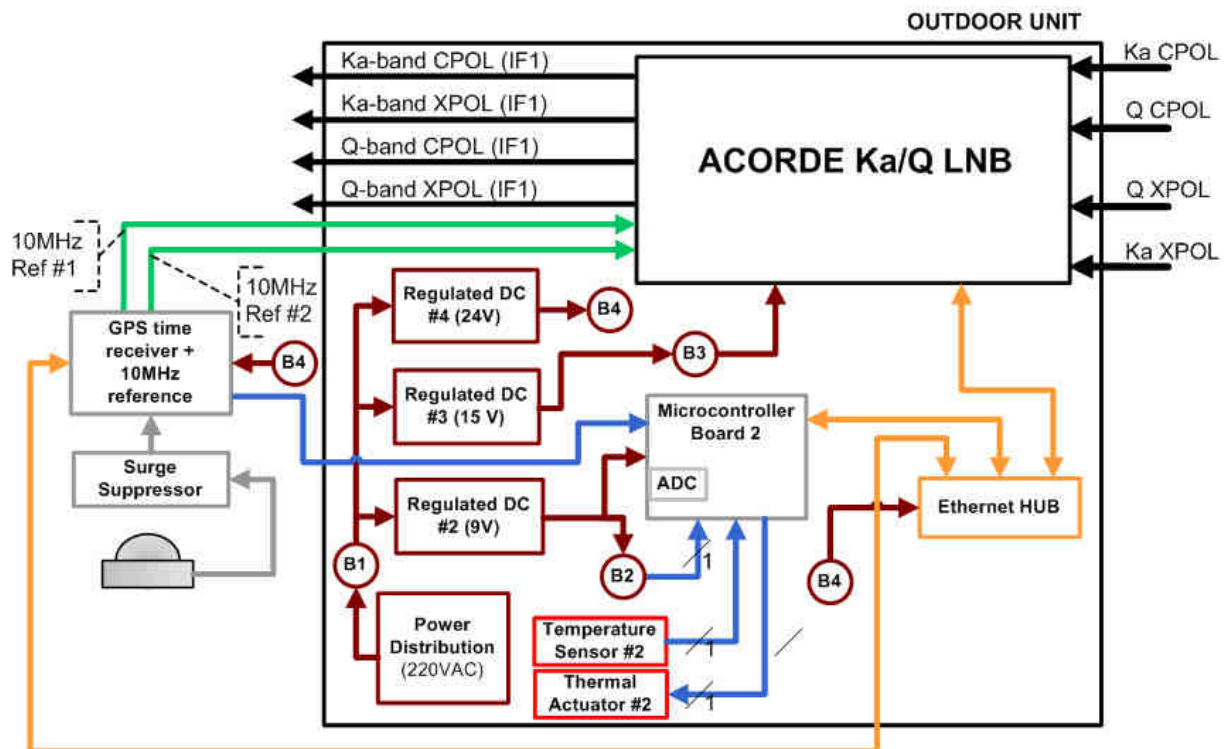 OUTDOOR UNIT
Ka-band CPOL (IF1)
Ka-band XPOL (IF1)
Q-band CPOL (IF1)
Q-band XPOL (IF1)
ACORDE Ka/Q LNB
Ka CPOL
Q CPOL
Q XPOL
Ka XPOL
10MHz
Ref #1
10MHz
Ref #2
GPS time
receiver +
10MHz
reference
B4
Surge
Suppressor
Regulated DC
#4 (24V)
B4
Regulated DC
#3 (15 V)
B3
Regulated DC
#2 (9V)
B1
B2
Microcontroller
Board 2
ADC
1
Ethernet HUB
B4
Power
Distribution
(220VAC)
Temperature
Sensor #2
1
Thermal
Actuator #2
1